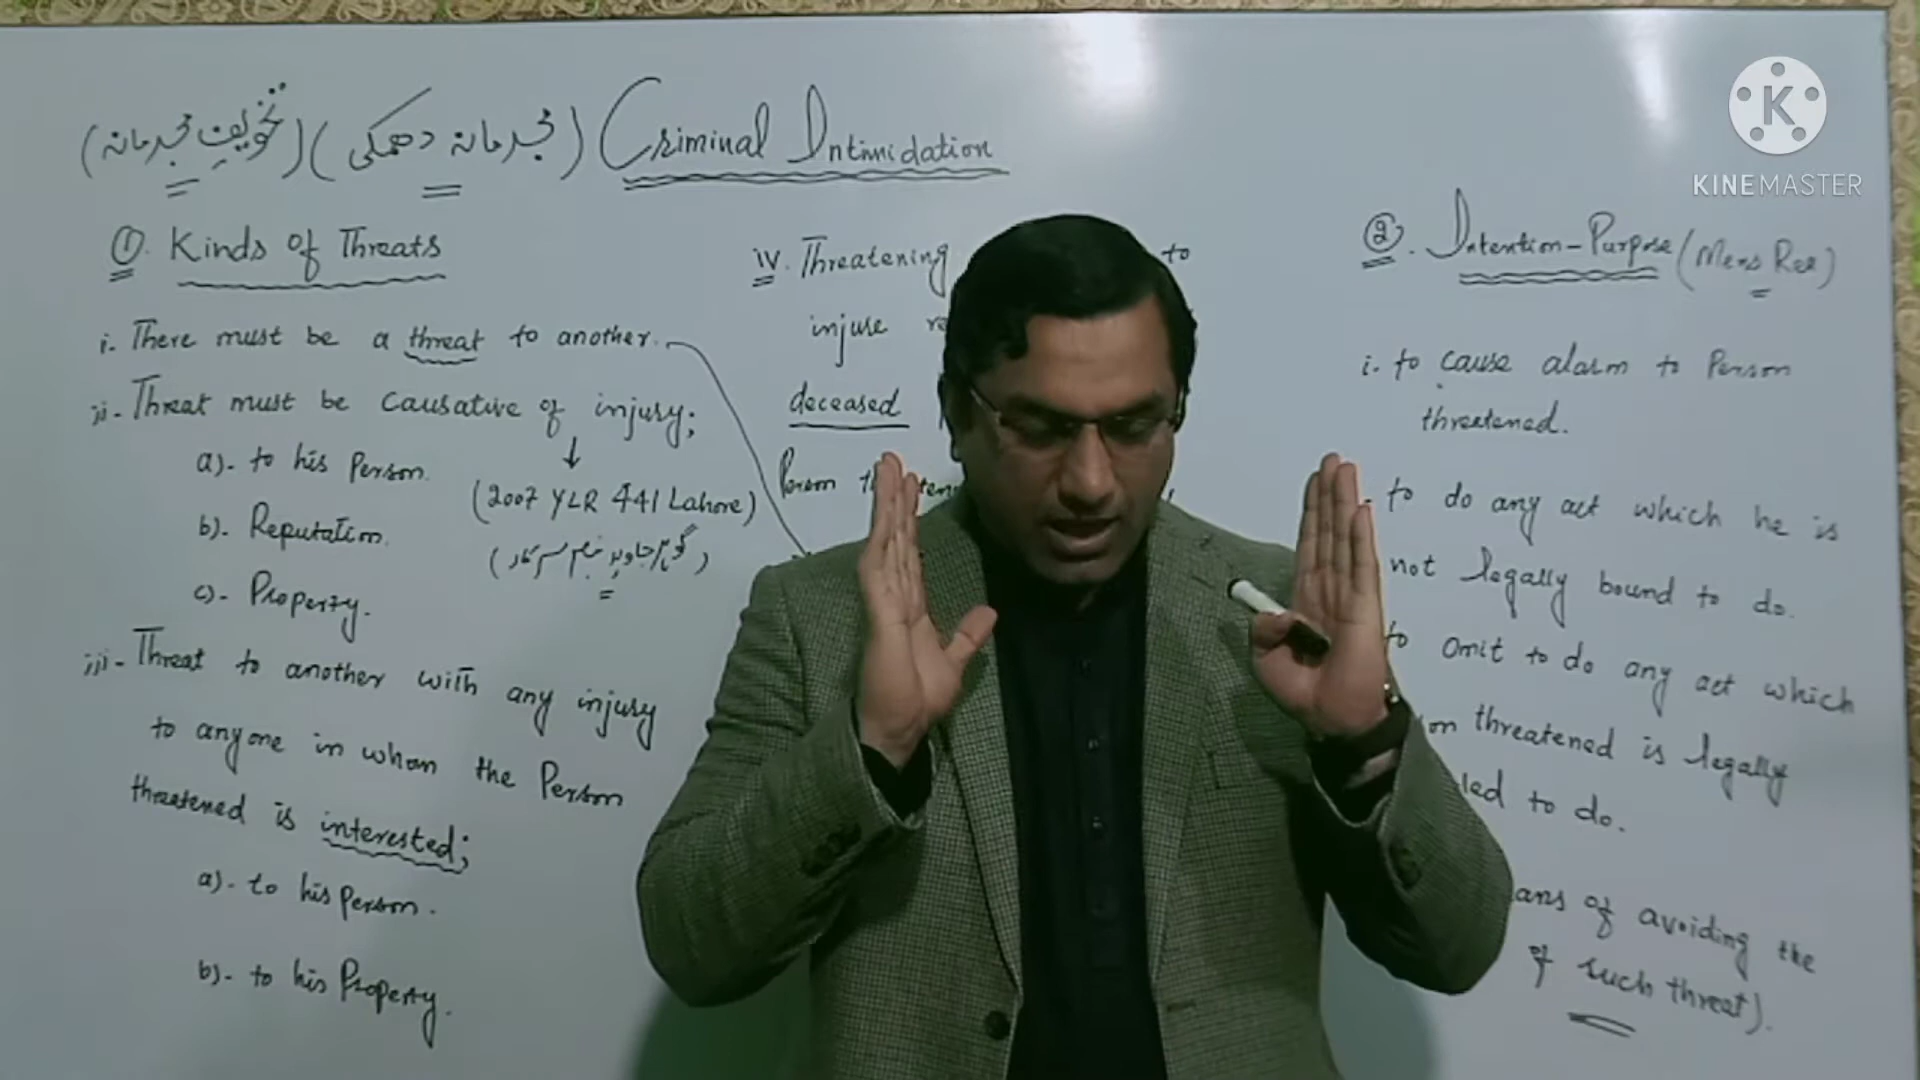 (تخویفِ مجرمانہ) (مجرمانہ دھمکی) Criminal Intimidation
① Kinds of Threats
i. There must be a threat to another.
ii. Threat must be causative of injury;
a). to his Person.
b). Reputation.
c). Property.
(2007 YLR 441 Lahore)
iii. Threat to another with any injury
to anyone in whom the Person
threatened is interested;
a). to his Person.
b). to his Property.
iv. Threatening to
injure
deceased
Person
②. Intention-Purpose (Mens Rea)
i. to cause alarm to Person
threatened.
to do any act which he is
not legally bound to do.
to omit to do any act which
threatened is legally
to do.
of avoiding the
of such threat).
K
KINEMASTER